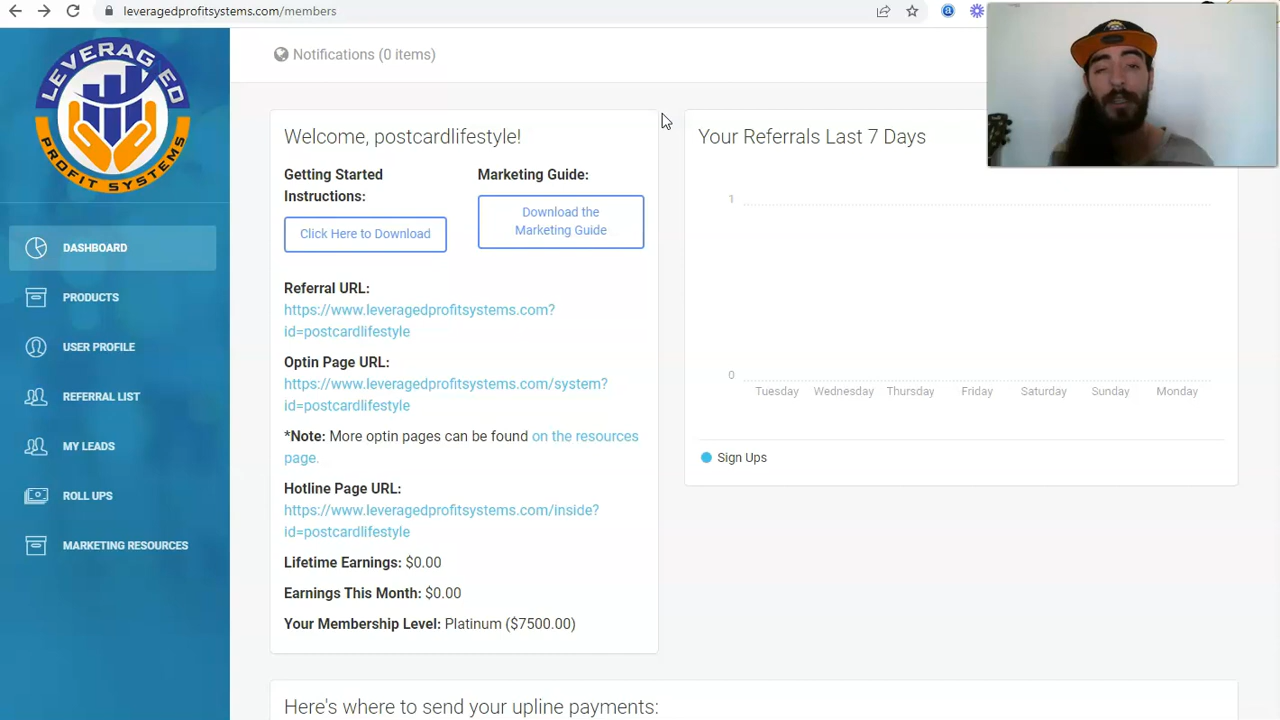 leveragedprofitsystems.com/members
LEVERAGED
PROFIT SYSTEMS
DASHBOARD
PRODUCTS
USER PROFILE
REFERRAL LIST
MY LEADS
ROLL UPS
MARKETING RESOURCES
Notifications (0 items)
Welcome, postcardlifestyle!
Getting Started
Instructions:
Click Here to Download
Marketing Guide:
Download the
Marketing Guide
Referral URL:
https://www.leveragedprofitsystems.com?
id=postcardlifestyle
Optin Page URL:
https://www.leveragedprofitsystems.com/system?
id=postcardlifestyle
*Note: More optin pages can be found on the resources
page.
Hotline Page URL:
https://www.leveragedprofitsystems.com/inside?
id=postcardlifestyle
Lifetime Earnings: $0.00
Earnings This Month: $0.00
Your Membership Level: Platinum ($7500.00)
Your Referrals Last 7 Days
1
0
Tuesday Wednesday Thursday Friday Saturday Sunday Monday
Sign Ups
Here's where to send your upline payments: